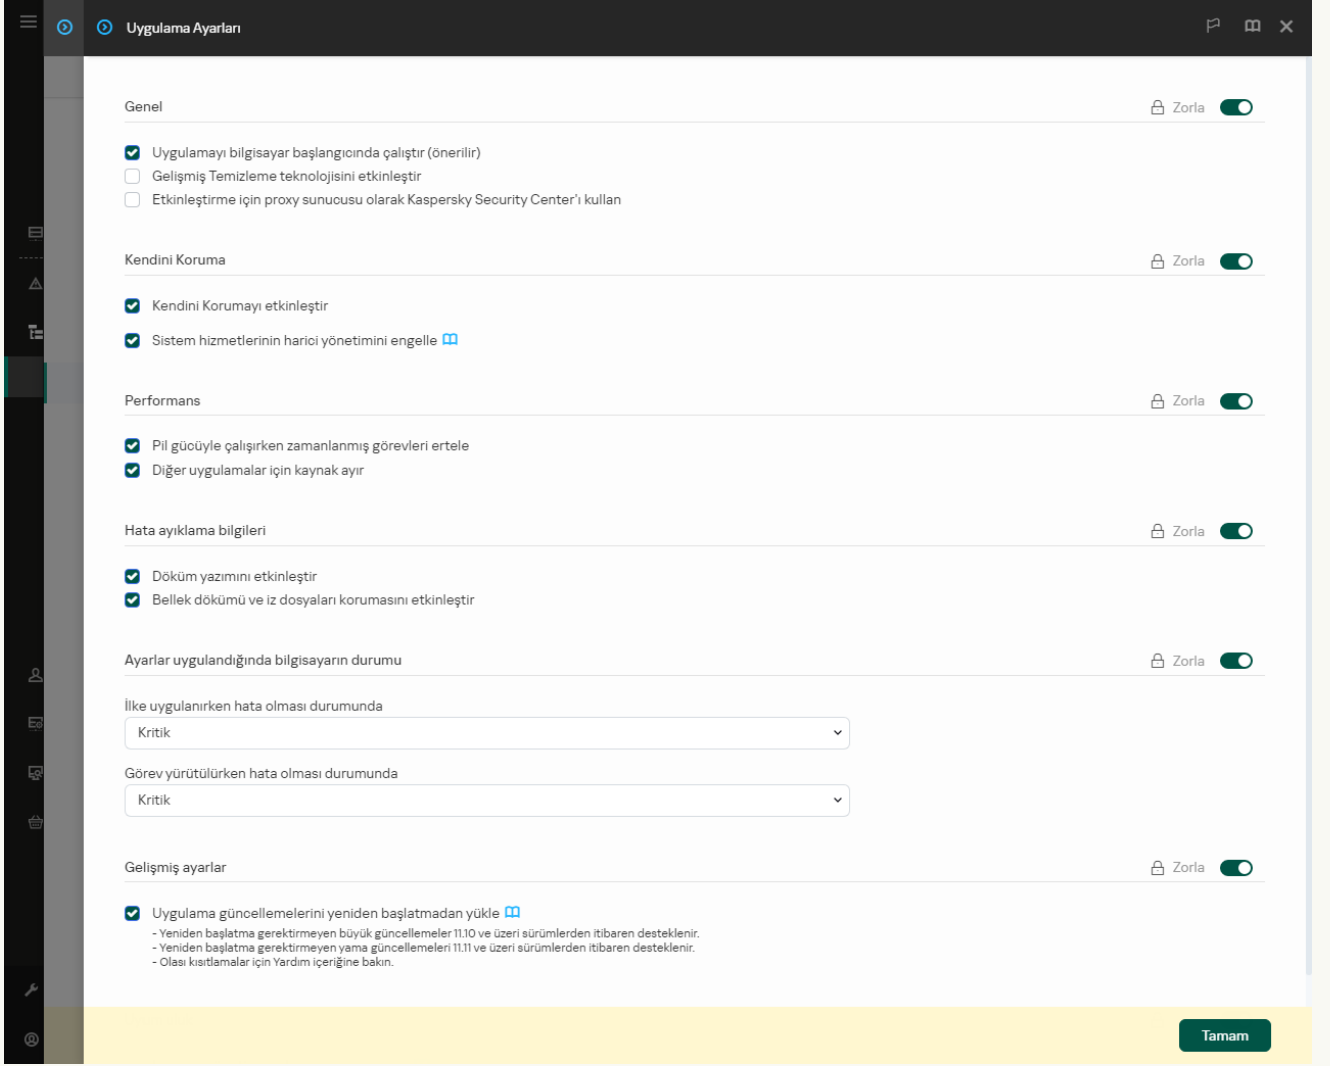 Uygulama Ayarları
Genel
Zorla
Uygulamayı bilgisayar başlangıcında çalıştır (önerilir)
Gelişmiş Temizleme teknolojisini etkinleştir
Etkinleştirme için proxy sunucusu olarak Kaspersky Security Center'ı kullan
Kendini Koruma
Zorla
Kendini Korumayı etkinleştir
Sistem hizmetlerinin harici yönetimini engelle
Performans
Zorla
Pil gücüyle çalışırken zamanlanmış görevleri ertele
Diğer uygulamalar için kaynak ayır
Hata ayıklama bilgileri
Zorla
Döküm yazımını etkinleştir
Bellek dökümü ve iz dosyaları korumasını etkinleştir
Ayarlar uygulandığında bilgisayarın durumu
Zorla
İlke uygulanırken hata olması durumunda
Kritik
Görev yürütülürken hata olması durumunda
Kritik
Gelişmiş ayarlar
Zorla
Uygulama güncellemelerini yeniden başlatmadan yükle
- Yeniden başlatma gerektirmeyen büyük güncellemeler 11.10 ve üzeri sürümlerden itibaren desteklenir.
- Yeniden başlatma gerektirmeyen yama güncellemeleri 11.11 ve üzeri sürümlerden itibaren desteklenir.
- Olası kısıtlamalar için Yardım içeriğine bakın.
Tamam